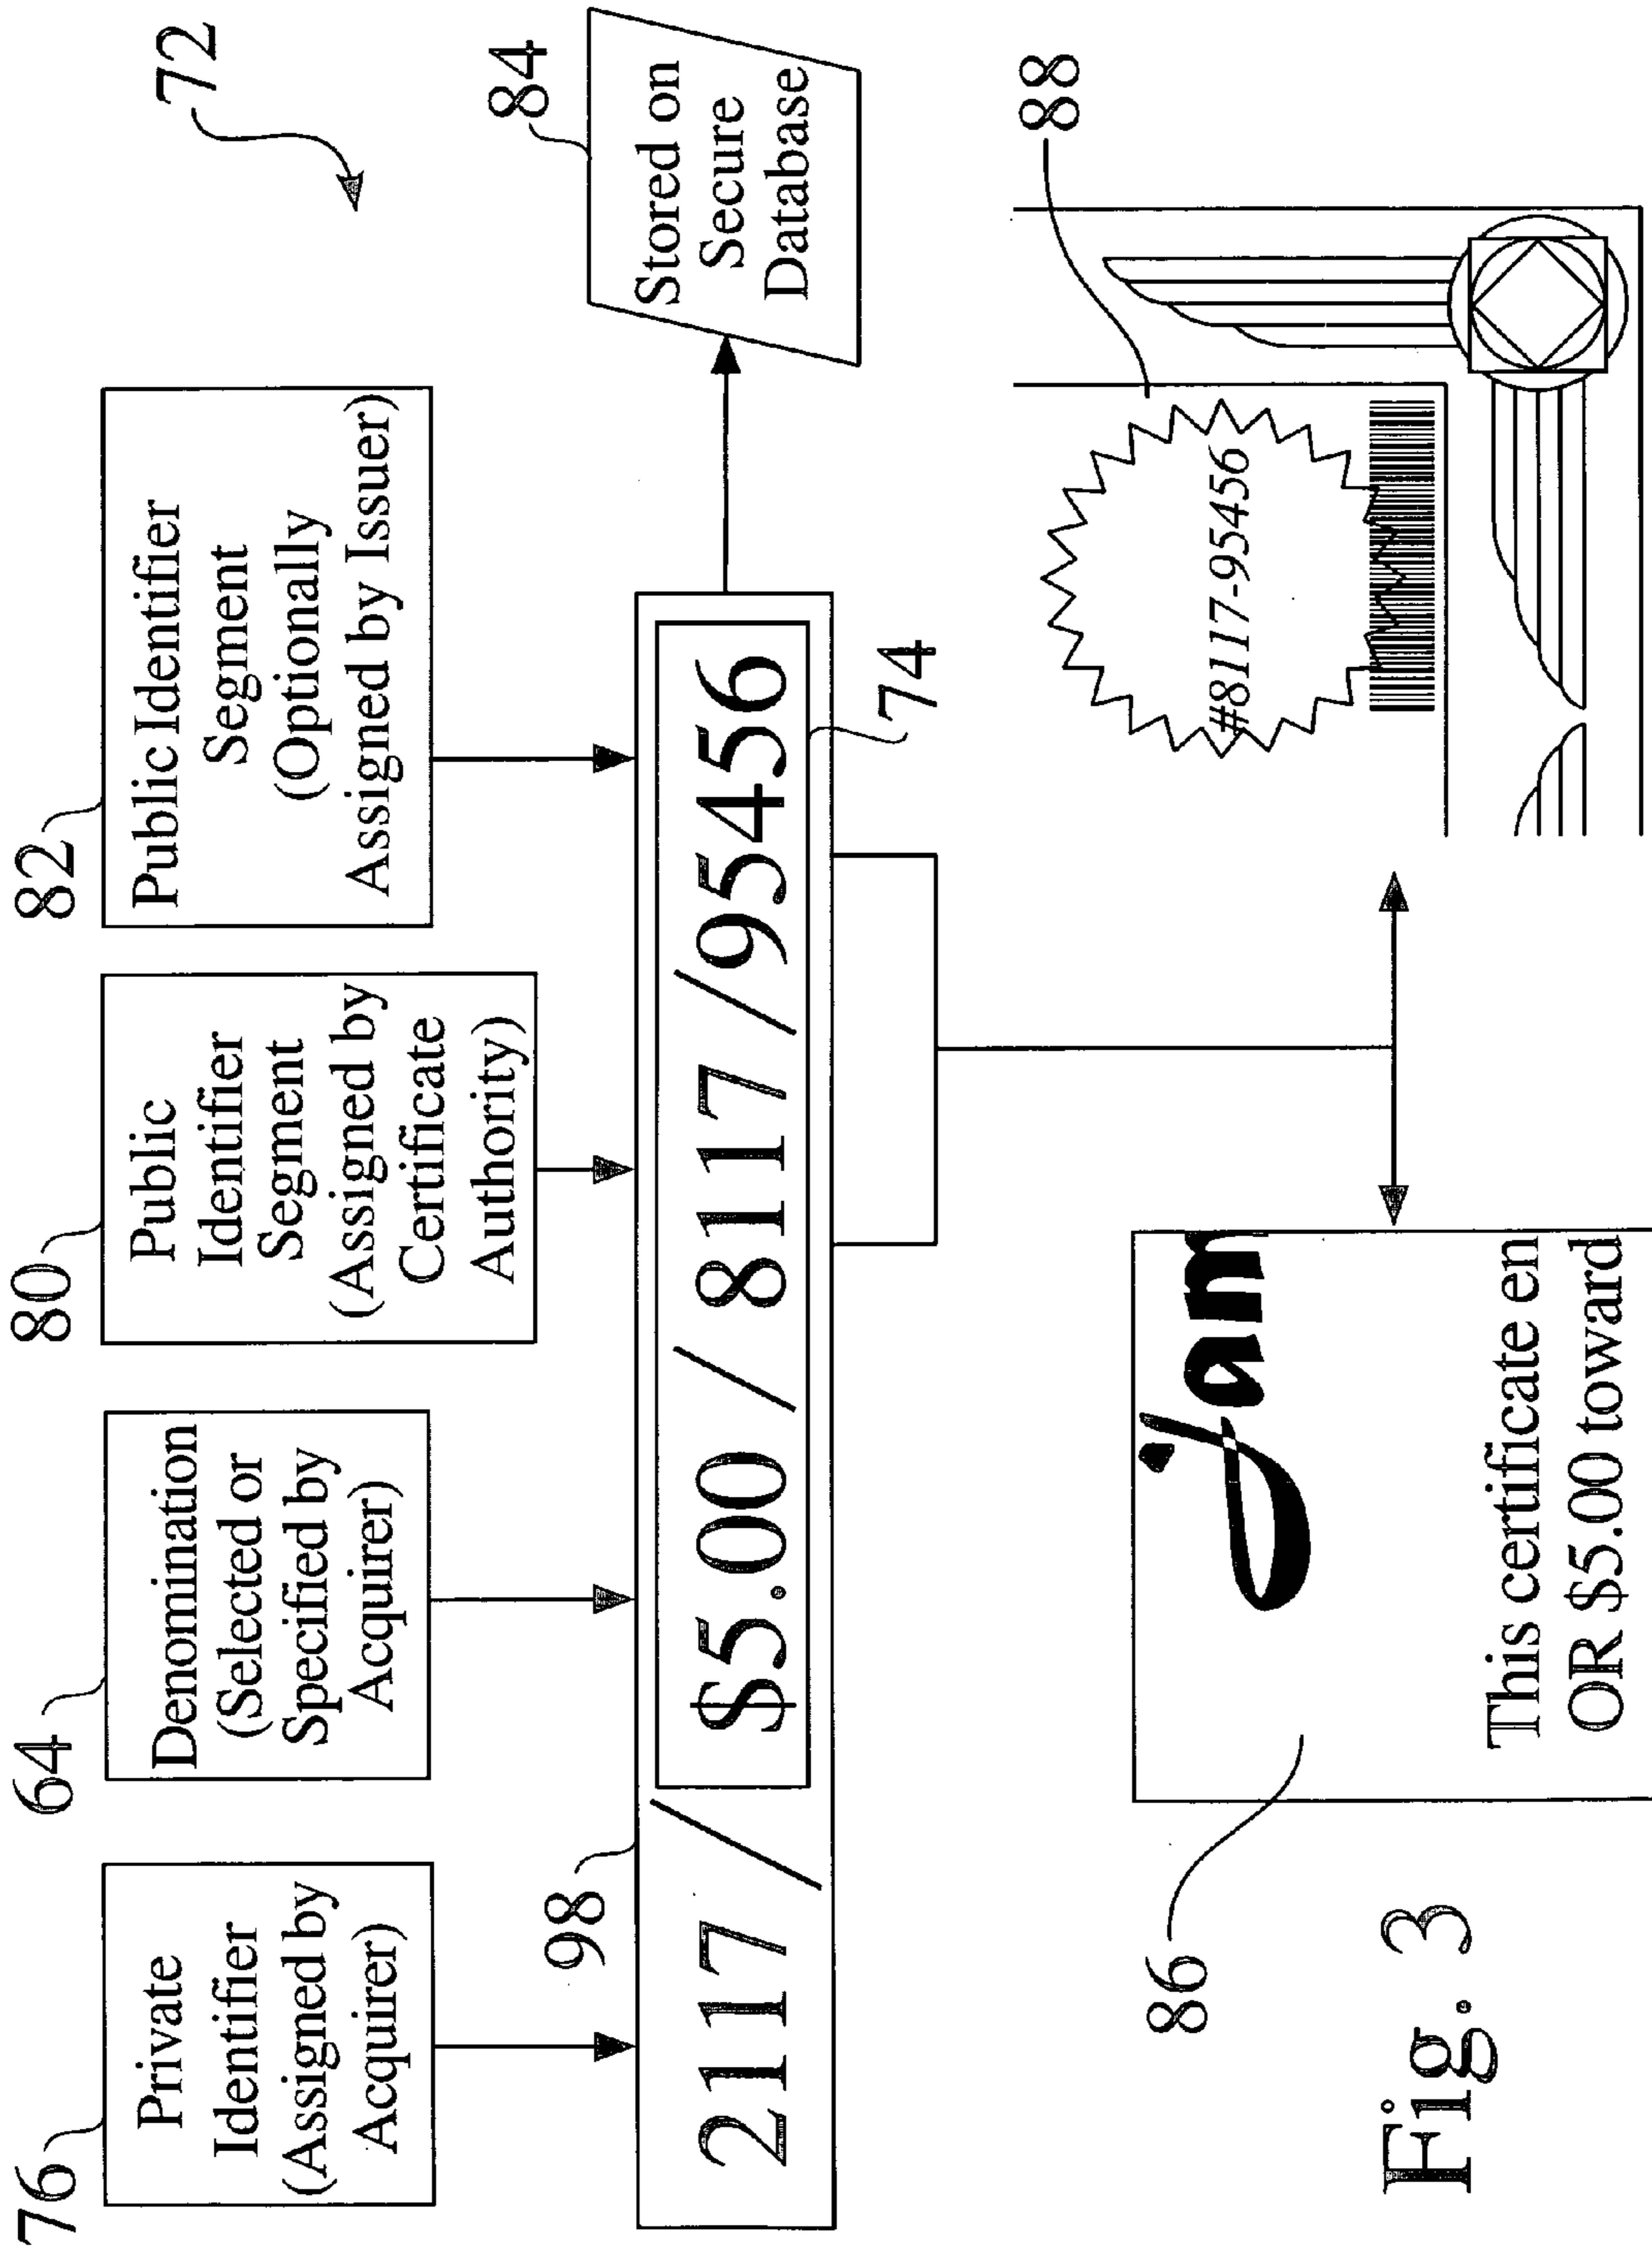 72
76
Private
Identifier
(Assigned by
Acquirer)
64
Denomination
(Selected or
Specified by
Acquirer)
80
Public
Identifier
Segment
(Assigned by
Certificate
Authority)
82
Public Identifier
Segment
(Optionally
Assigned by Issuer)
84
Stored on
Secure
Database
98
2117 / $5.00 / 8117 /95456
74
86
Jam
This certificate en
OR $5.00 toward
88
#8117-95456
Fig. 3